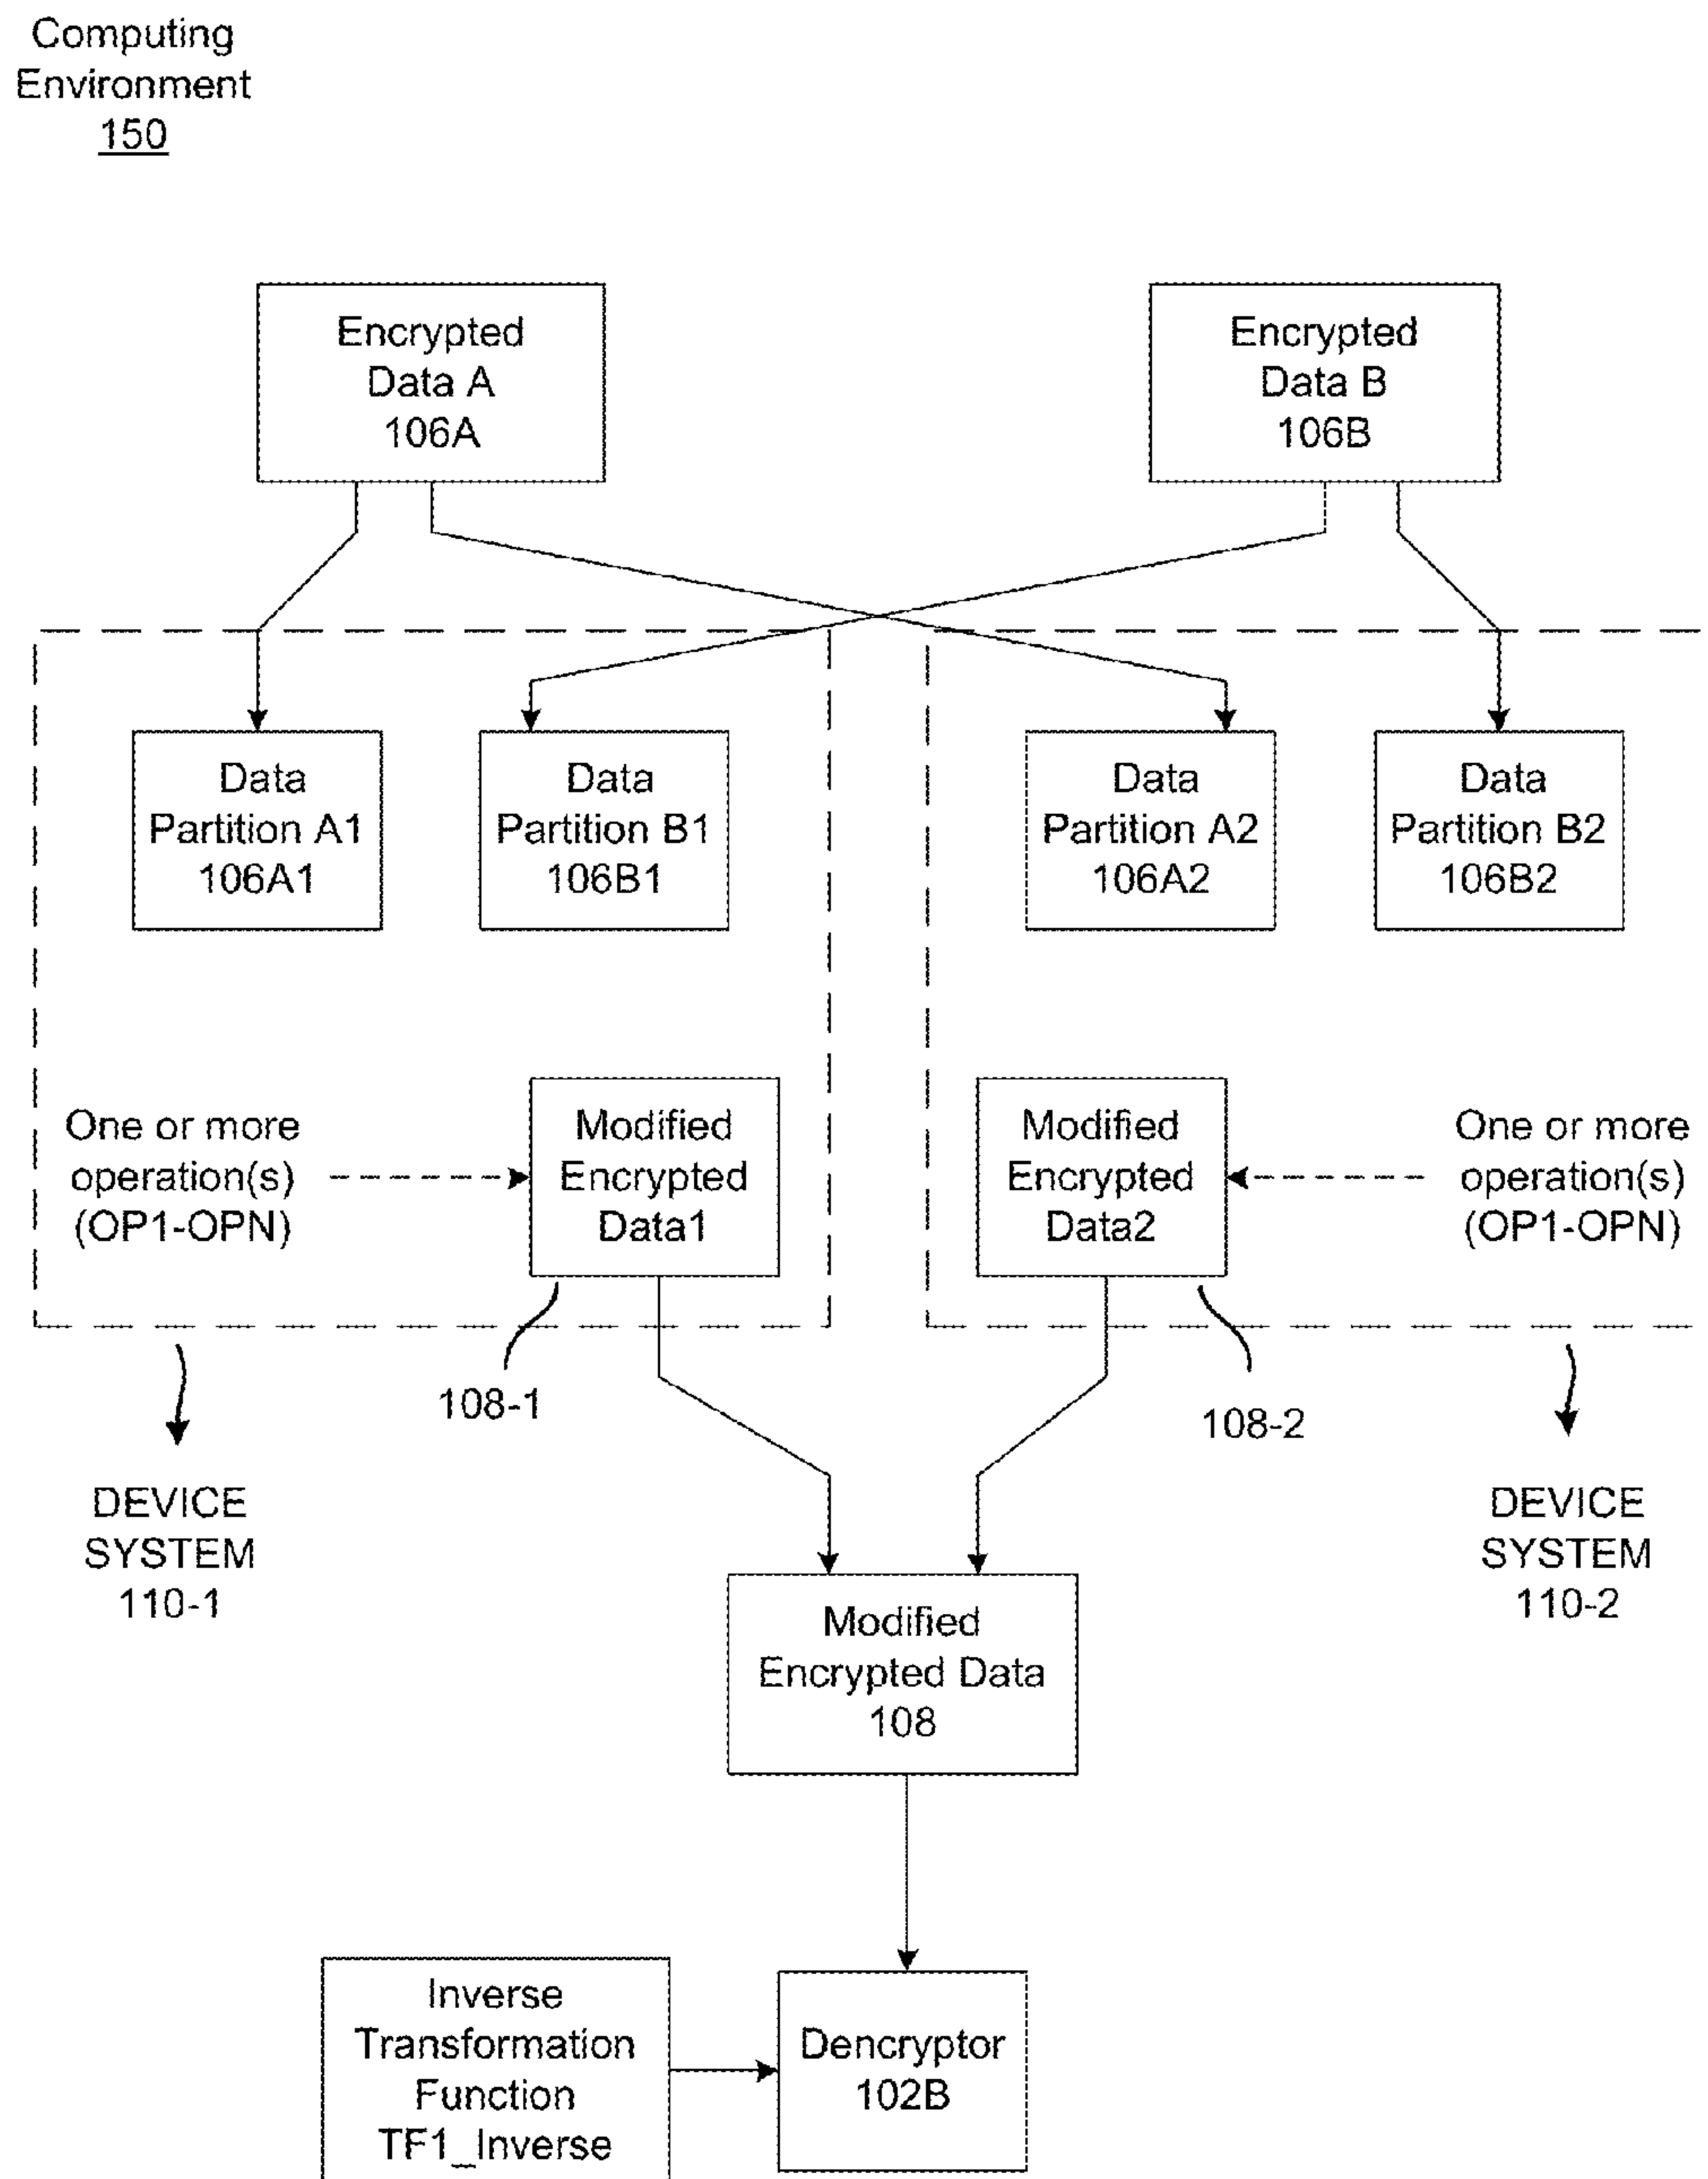 Computing
Environment
150
Encrypted
Data A
106A
Encrypted
Data B
106B
Data
Partition A1
106A1
Data
Partition B1
106B1
Data
Partition A2
106A2
Data
Partition B2
106B2
One or more
operation(s)
(OP1-OPN)
Modified
Encrypted
Data1
Modified
Encrypted
Data2
One or more
operation(s)
(OP1-OPN)
108-1
108-2
DEVICE
SYSTEM
110-1
DEVICE
SYSTEM
110-2
Modified
Encrypted Data
108
Inverse
Transformation
Function
TF1_Inverse
Dencryptor
102B